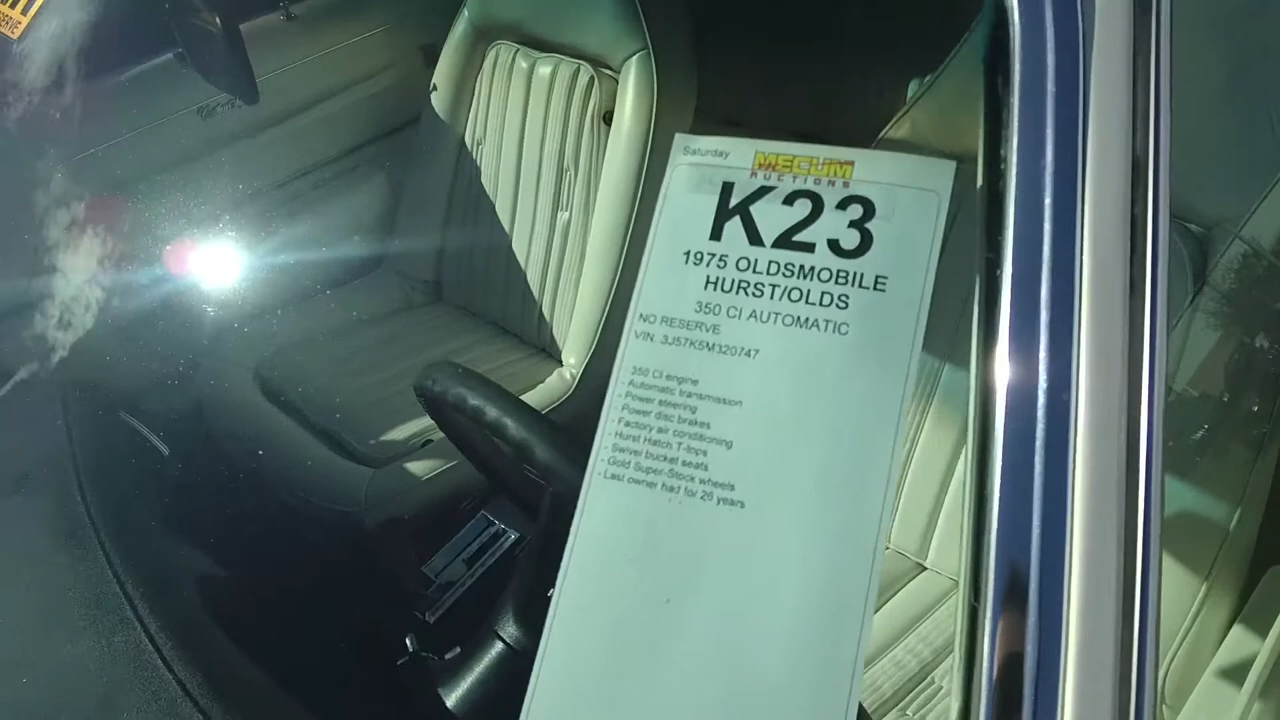 SERVE
Saturday
MECUM
AUCTIONS
K23
1975 OLDSMOBILE
HURST/OLDS
350 CI AUTOMATIC
NO RESERVE
VIN. 3J57K5M320747
- 350 CI engine
- Automatic transmission
- Power steering
- Power disc brakes
- Factory air conditioning
- Hurst Hatch T-tops
- Swivel bucket seats
- Gold Super-Stock wheels
- Last owner had for 26 years